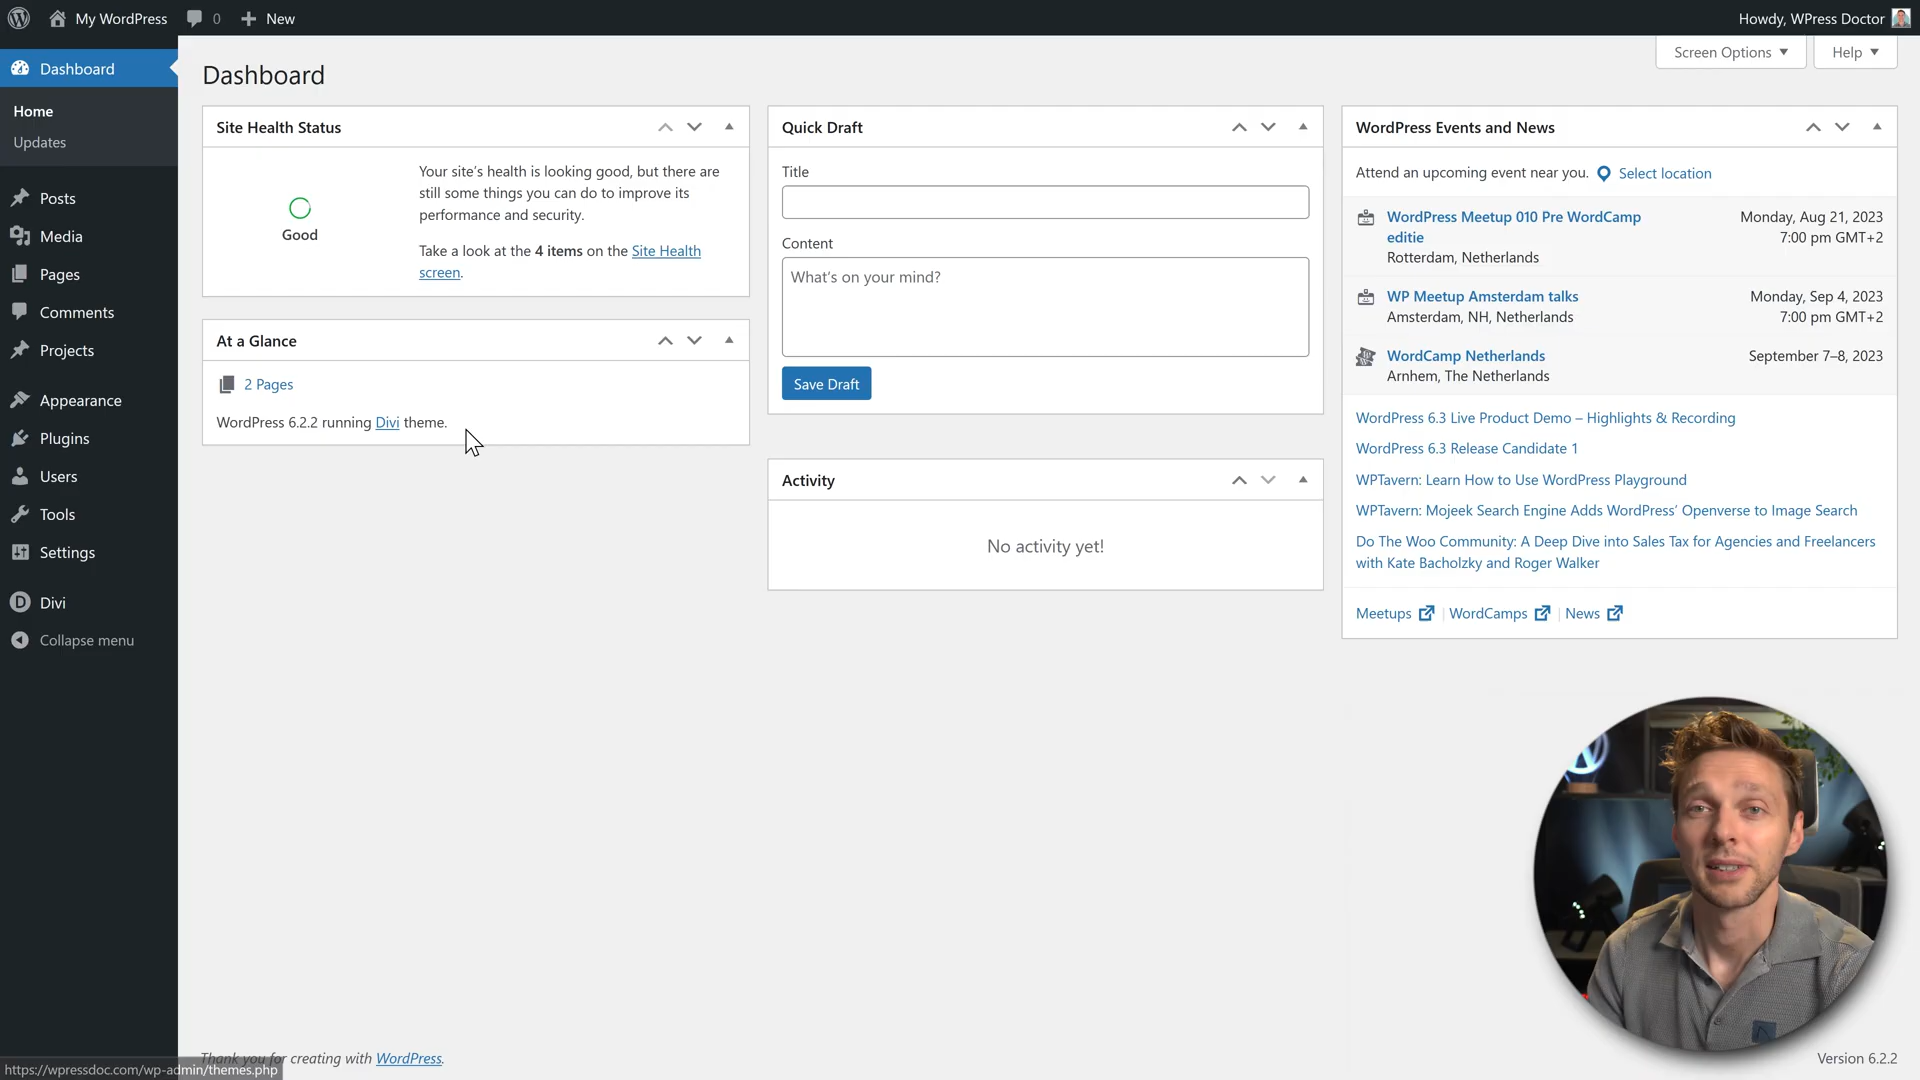 My WordPress
0
New
Howdy, WPress Doctor
Screen Options
Help
Dashboard
Home
Updates
Posts
Media
Pages
Comments
Projects
Appearance
Plugins
Users
Tools
Settings
Divi
Collapse menu
Dashboard
Site Health Status
Good
Your site's health is looking good, but there are
still some things you can do to improve its
performance and security.
Take a look at the 4 items on the Site Health
screen.
At a Glance
2 Pages
WordPress 6.2.2 running Divi theme.
Quick Draft
Title
Content
What's on your mind?
Save Draft
Activity
No activity yet!
WordPress Events and News
Attend an upcoming event near you. Select location
WordPress Meetup 010 Pre WordCamp
editie
Rotterdam, Netherlands
Monday, Aug 21, 2023
7:00 pm GMT+2
WP Meetup Amsterdam talks
Amsterdam, NH, Netherlands
Monday, Sep 4, 2023
7:00 pm GMT+2
WordCamp Netherlands
Arnhem, The Netherlands
September 7–8, 2023
WordPress 6.3 Live Product Demo – Highlights & Recording
WordPress 6.3 Release Candidate 1
WPTavern: Learn How to Use WordPress Playground
WPTavern: Mojeek Search Engine Adds WordPress' Openverse to Image Search
Do The Woo Community: A Deep Dive into Sales Tax for Agencies and Freelancers
with Kate Bacholzky and Roger Walker
Meetups | WordCamps | News
Thank you for creating with WordPress.
Version 6.2.2
https://wpressdoc.com/wp-admin/themes.php